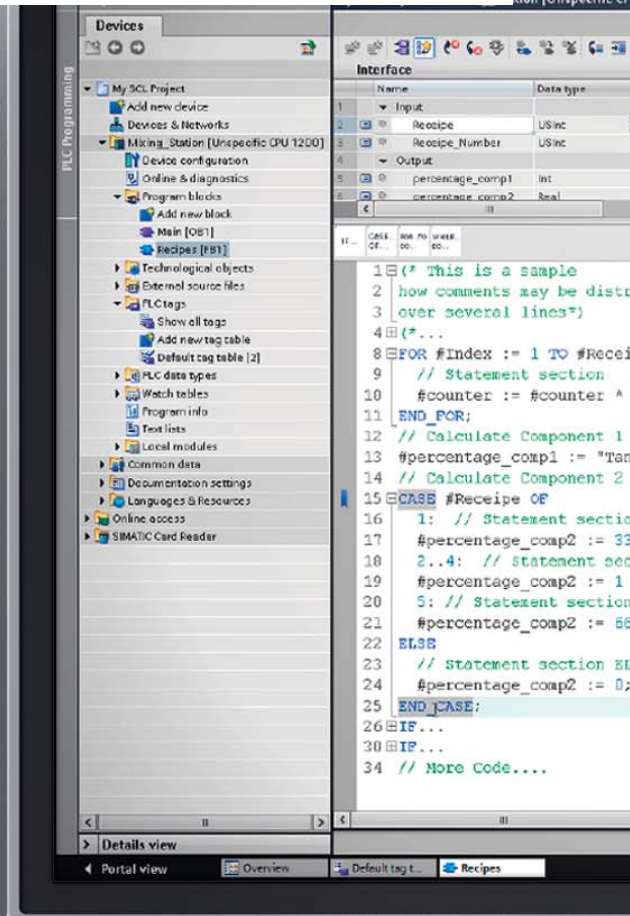 Devices
PLC Programming
My SCL Project
Add new device
Devices & Networks
Mixing_Station [Unspecific CPU 1200]
Device configuration
Online & diagnostics
Program blocks
Add new block
Main [OB1]
Recipes [FB1]
Technological objects
External source files
PLC tags
Show all tags
Add new tag table
Default tag table [2]
PLC data types
Watch tables
Program info
Text lists
Local modules
Common data
Documentation settings
Languages & Resources
Online access
SIMATIC Card Reader
Details view
Portal view
Overview
Default tag t...
Recipes
Interface
Name Data type
1 Input
2 Receipe USInt
3 Receipe_Number USInt
4 Output
5 percentage_comp1 Int
6 percentage_comp2 Real
IF... CASE... OF... FOR TO DO... WHILE... DO...
1 (* This is a sample
2 how comments may be distr
3 over several lines*)
4 (*...
8 FOR #Index := 1 TO #Recei
9 // Statement section
10 #counter := #counter *
11 END_FOR;
12 // Calculate Component 1
13 #percentage_comp1 := "Tan
14 // Calculate Component 2
15 CASE #Receipe OF
16 1: // Statement sectio
17 #percentage_comp2 := 33
18 2..4: // Statement sec
19 #percentage_comp2 := 1
20 5: // Statement section
21 #percentage_comp2 := 66
22 ELSE
23 // Statement section EL
24 #percentage_comp2 := 0;
25 END_CASE;
26 IF...
30 IF...
34 // More Code....